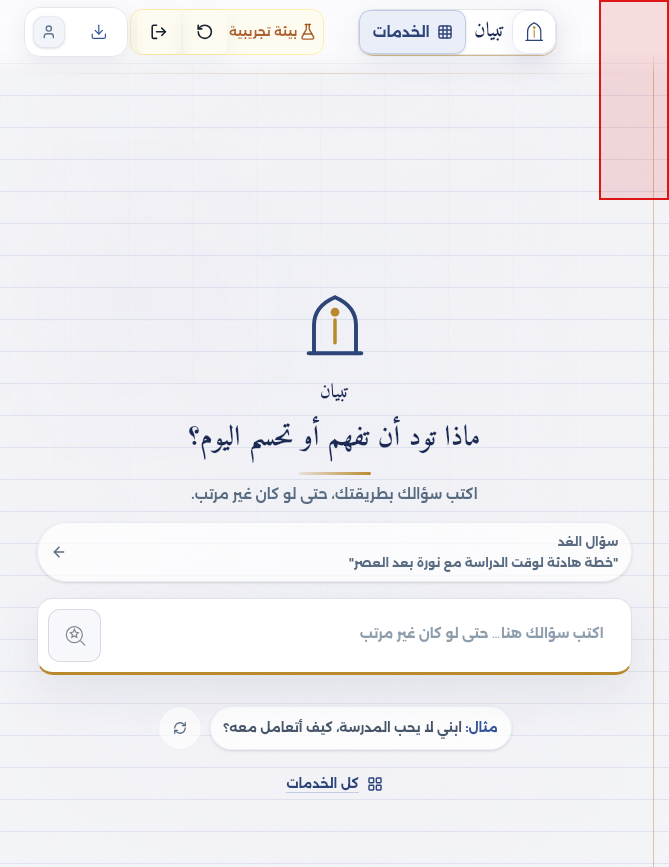 تبيان
الخدمات
بيئة تجريبية
تبيان
ماذا تود أن تفهم أو تحسم اليوم؟
اكتب سؤالك بطريقتك، حتى لو كان غير مرتب.
سؤال الغد
"خطة هادئة لوقت الدراسة مع نورة بعد العصر"
اكتب سؤالك هنا… حتى لو كان غير مرتب
مثال: ابني لا يحب المدرسة، كيف أتعامل معه؟
كل الخدمات